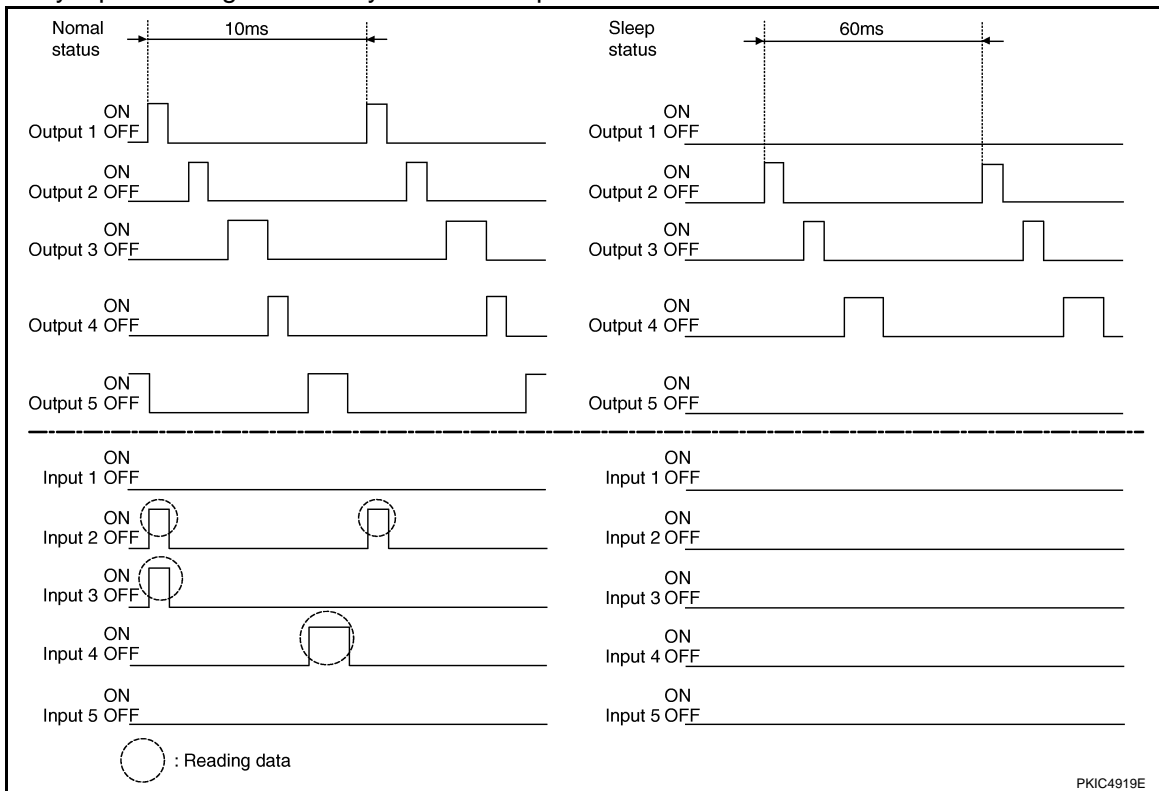 Nomal
status
10ms
ON
Output 1 OFF
ON
Output 2 OFF
ON
Output 3 OFF
ON
Output 4 OFF
ON
Output 5 OFF
Sleep
status
60ms
ON
Output 1 OFF
ON
Output 2 OFF
ON
Output 3 OFF
ON
Output 4 OFF
ON
Output 5 OFF
ON
Input 1 OFF
ON
Input 2 OFF
ON
Input 3 OFF
ON
Input 4 OFF
ON
Input 5 OFF
ON
Input 1 OFF
ON
Input 2 OFF
ON
Input 3 OFF
ON
Input 4 OFF
ON
Input 5 OFF
: Reading data
PKIC4919E